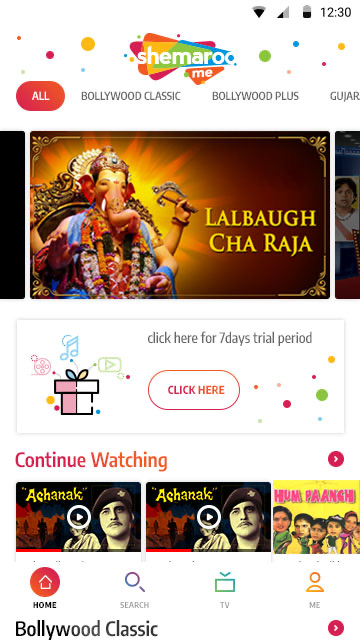 12:30
shemaroo
me
ALL
BOLLYWOOD CLASSIC
BOLLYWOOD PLUS
GUJAR
LALBAUGH
CHA RAJA
click here for 7days trial period
CLICK HERE
Continue Watching
"ACHANAK"
"ACHANAK"
HUM PAANCH
HOME
SEARCH
TV
ME
Bollywood Classic